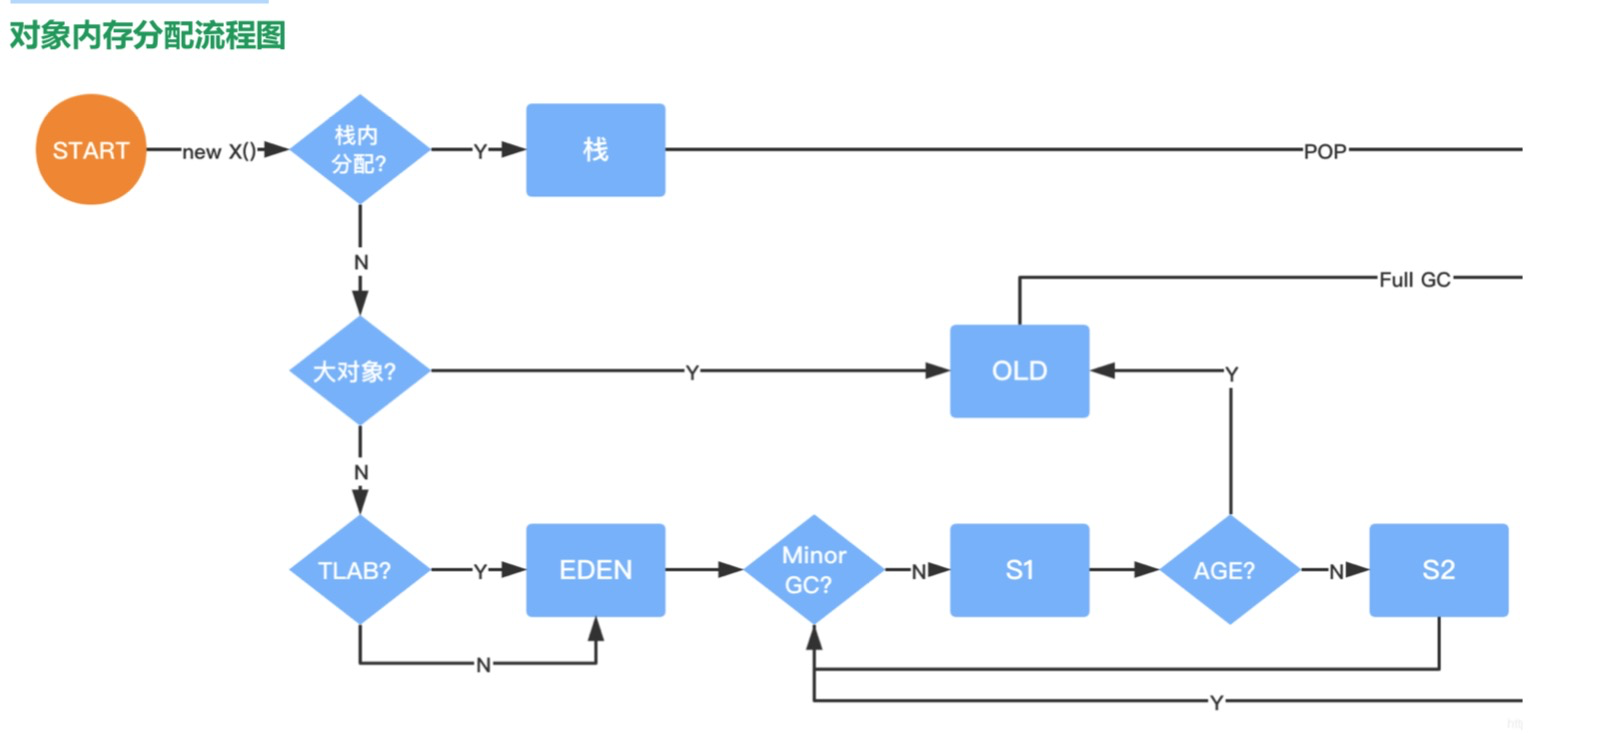 对象内存分配流程图
START
new X()
栈内
分配?
Y
栈
POP
N
Full GC
大对象?
Y
OLD
Y
N
TLAB?
Y
EDEN
Minor
GC?
N
S1
AGE?
N
S2
N
Y